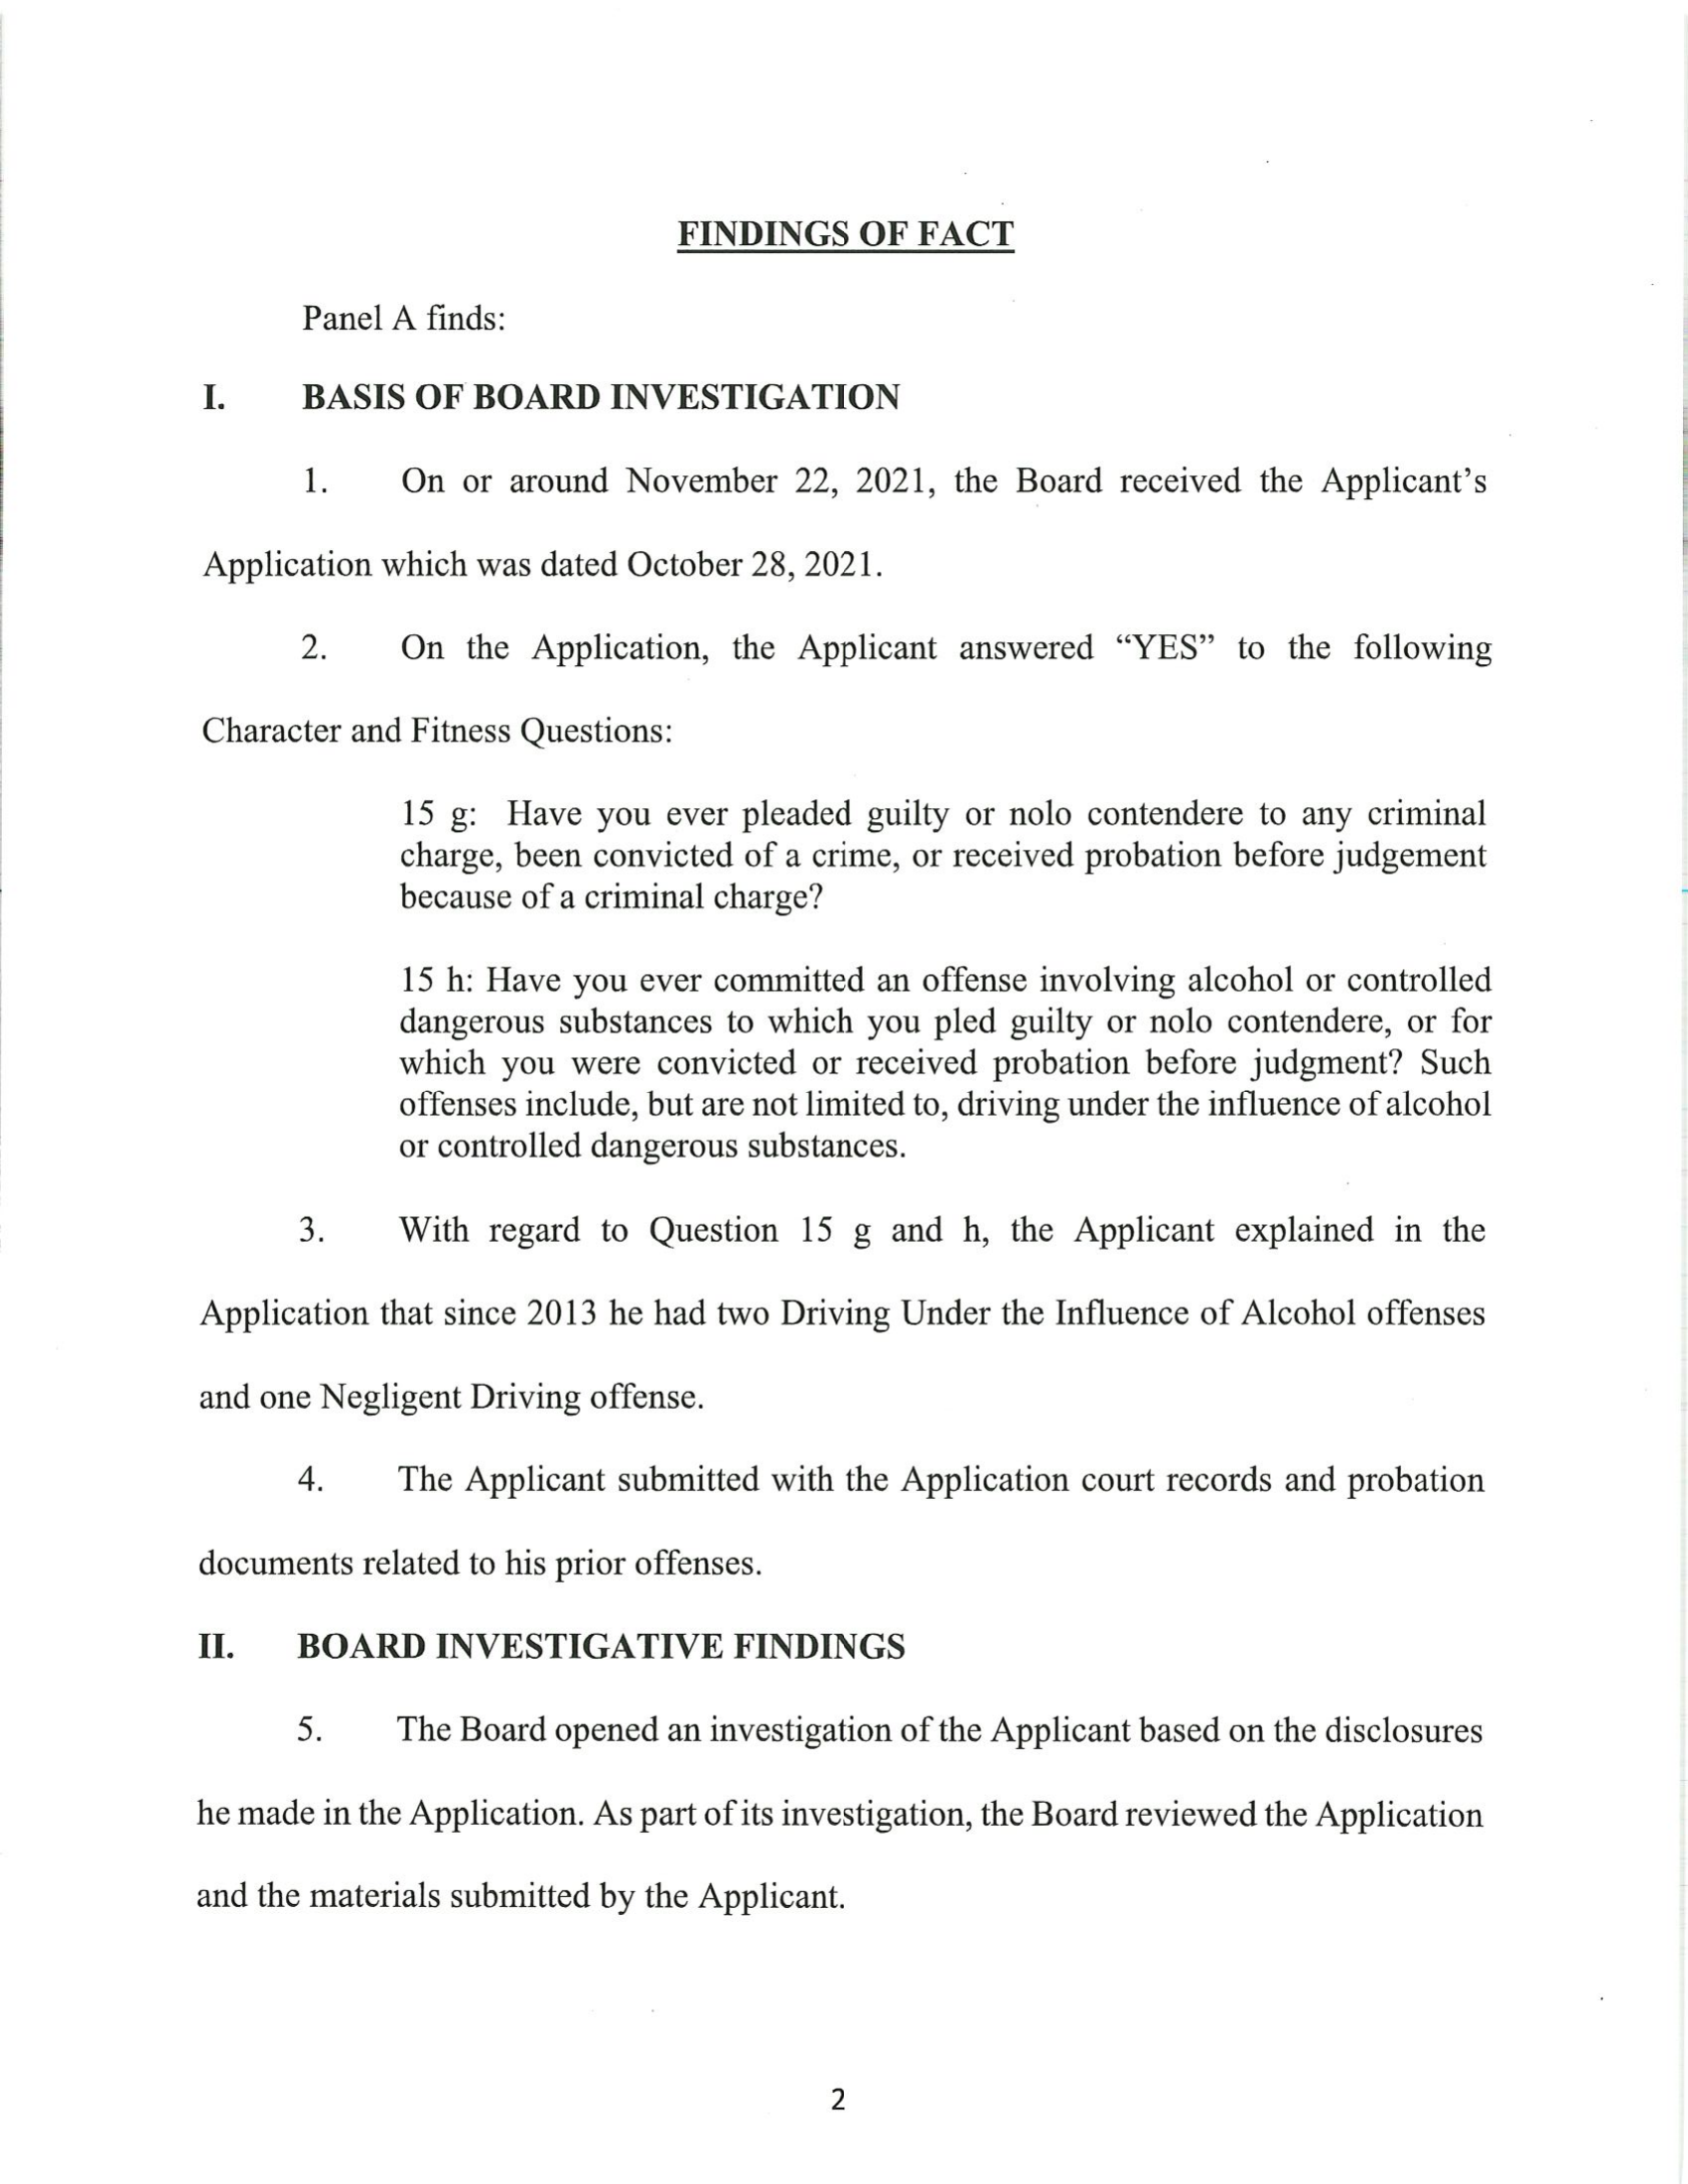 FINDINGS OF FACT
Panel A finds:
I. BASIS OF BOARD INVESTIGATION
1. On or around November 22, 2021, the Board received the Applicant’s
Application which was dated October 28, 2021.
2. On the Application, the Applicant answered “YES” to the following
Character and Fitness Questions:
15 g: Have you ever pleaded guilty or nolo contendere to any criminal
charge, been convicted of a crime, or received probation before judgement
because of a criminal charge?
15 h: Have you ever committed an offense involving alcohol or controlled
dangerous substances to which you pled guilty or nolo contendere, or for
which you were convicted or received probation before judgment? Such
offenses include, but are not limited to, driving under the influence of alcohol
or controlled dangerous substances.
3. With regard to Question 15 g and h, the Applicant explained in the
Application that since 2013 he had two Driving Under the Influence of Alcohol offenses
and one Negligent Driving offense.
4. The Applicant submitted with the Application court records and probation
documents related to his prior offenses.
II. BOARD INVESTIGATIVE FINDINGS
5. The Board opened an investigation of the Applicant based on the disclosures
he made in the Application. As part of its investigation, the Board reviewed the Application
and the materials submitted by the Applicant.
2